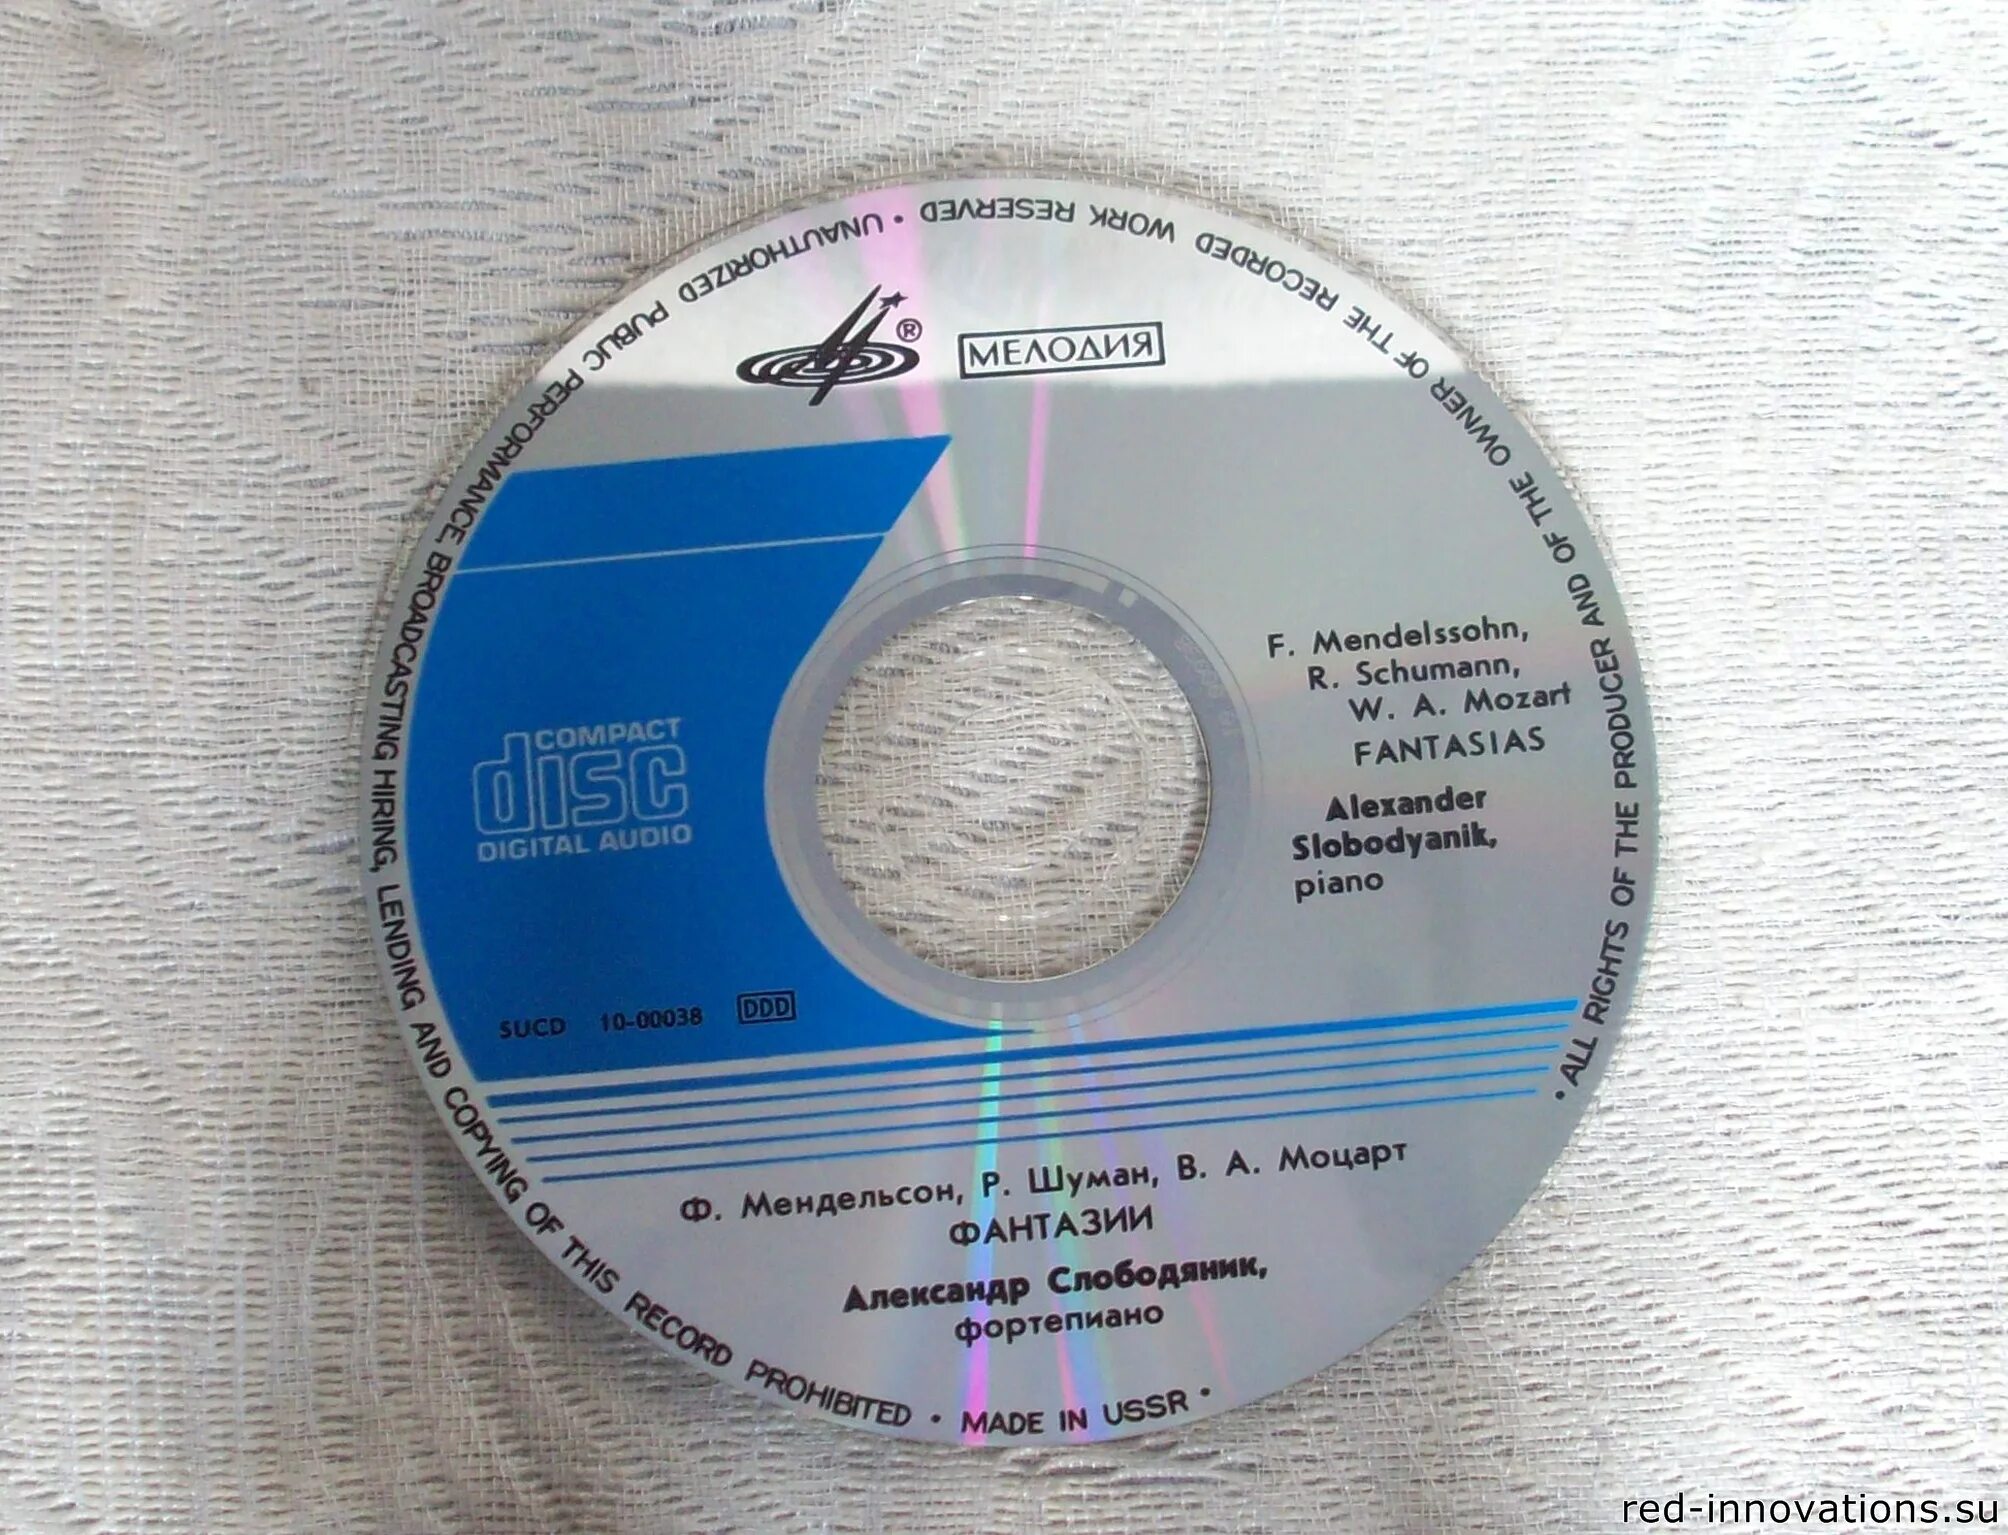 • ALL RIGHTS OF THE PRODUCER AND OF THE OWNER OF THE RECORDED WORK RESERVED • UNAUTHORIZED PUBLIC PERFORMANCE, BROADCASTING HIRING, LENDING AND COPYING OF THIS RECORD PROHIBITED • MADE IN USSR •
®
МЕЛОДИЯ
F. Mendelssohn,
R. Schumann,
W. A. Mozart
FANTASIAS
Alexander
Slobodyanik,
piano
COMPACT
disc
DIGITAL AUDIO
SUCD 10-00038 DDD
Ф. Мендельсон, Р. Шуман, В. А. Моцарт
ФАНТАЗИИ
Александр Слободяник,
фортепиано
red-innovations.su